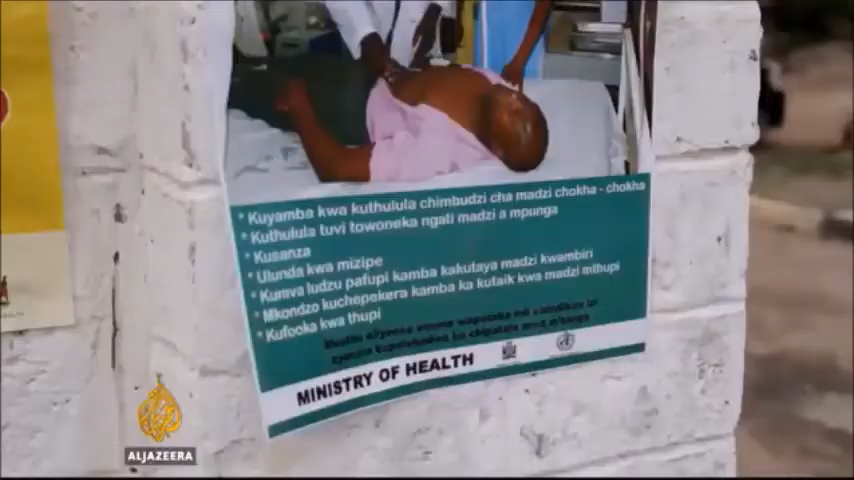 * Kuyamba kwa kuthulula chimbudzi cha madzi chokha - chokha
* Kuthulula tuvi towoneka ngati madzi a mpunga
* Kusanza
* Ulunda kwa mizipe
* Kumva ludzu pafupi kamba kakutaya madzi kwambiri
* Mkondzo kuchepekera kamba ka kutaik kwa madzi mthupi
* Kufooka kwa thupi
MINISTRY of HEALTH
ALJAZEERA